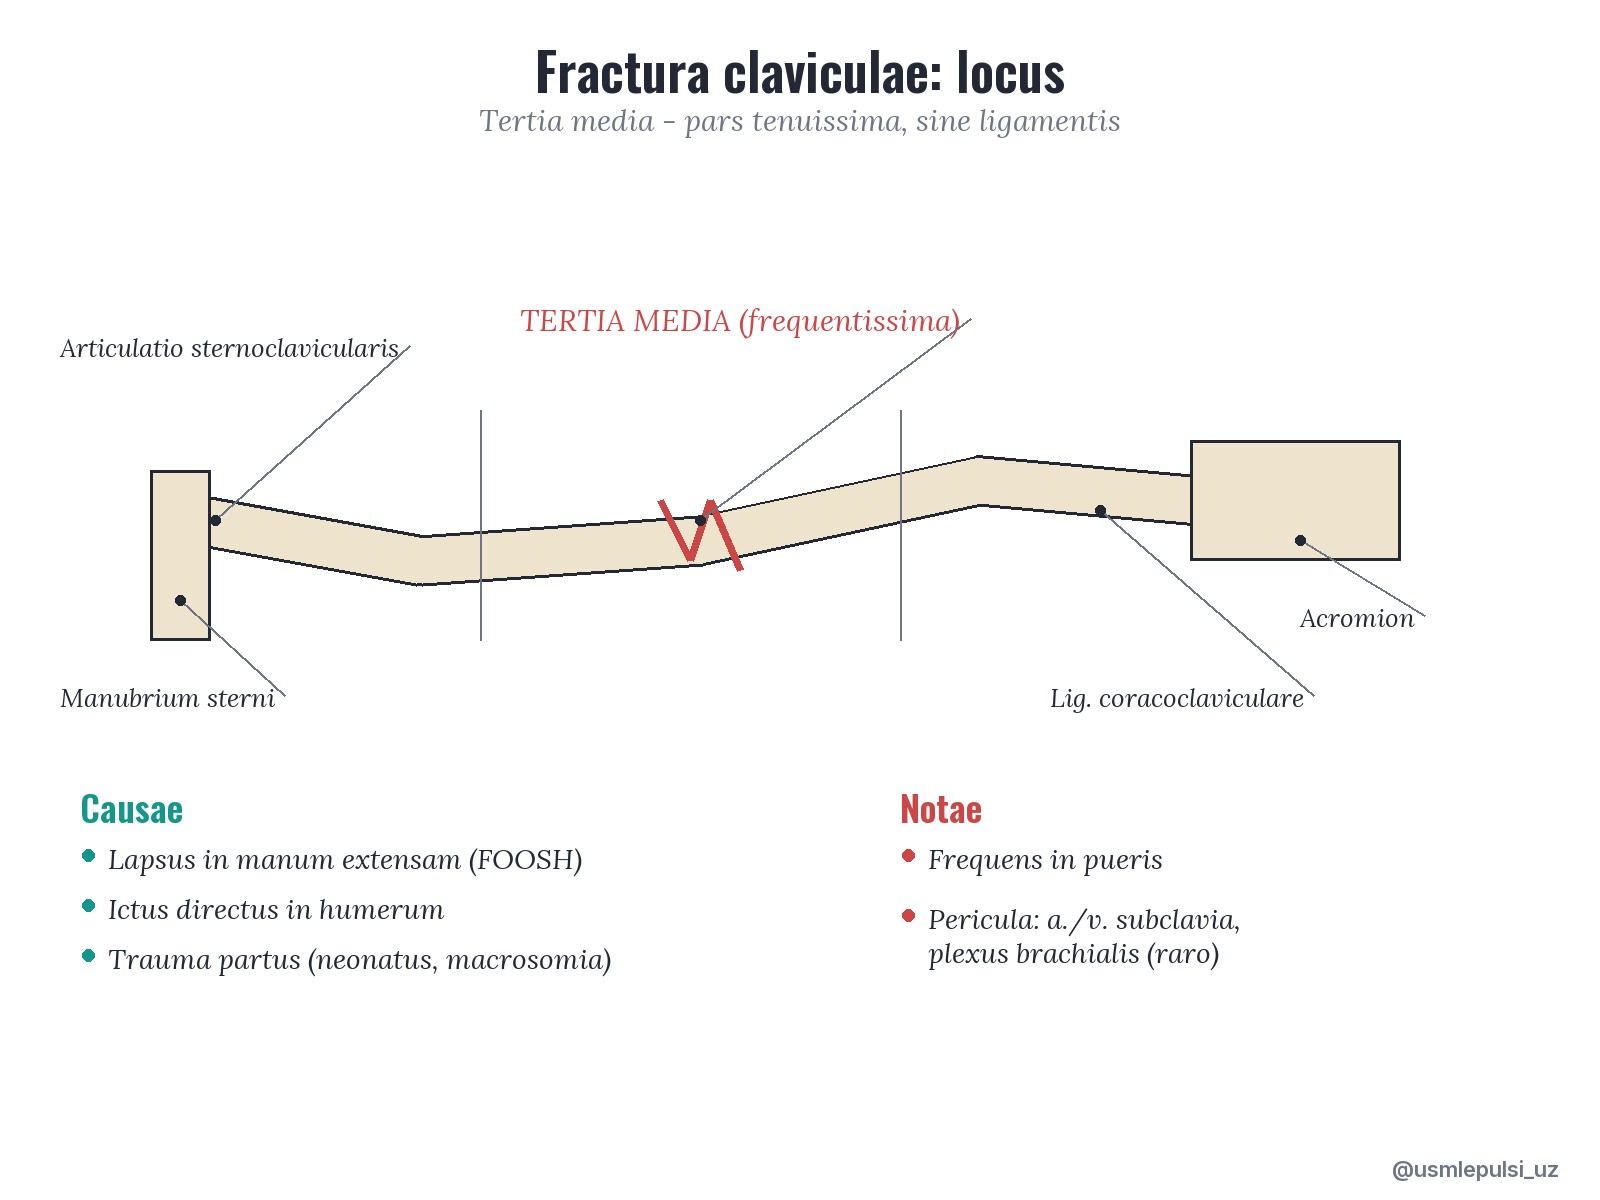 Fractura claviculae: locus
Tertia media - pars tenuissima, sine ligamentis
TERTIA MEDIA (frequentissima)
Articulatio sternoclavicularis
Acromion
Manubrium sterni
Lig. coracoclaviculare
Causae
Lapsus in manum extensam (FOOSH)
Ictus directus in humerum
Trauma partus (neonatus, macrosomia)
Notae
Frequens in pueris
Pericula: a./v. subclavia,
plexus brachialis (raro)
@usmlepulsi_uz